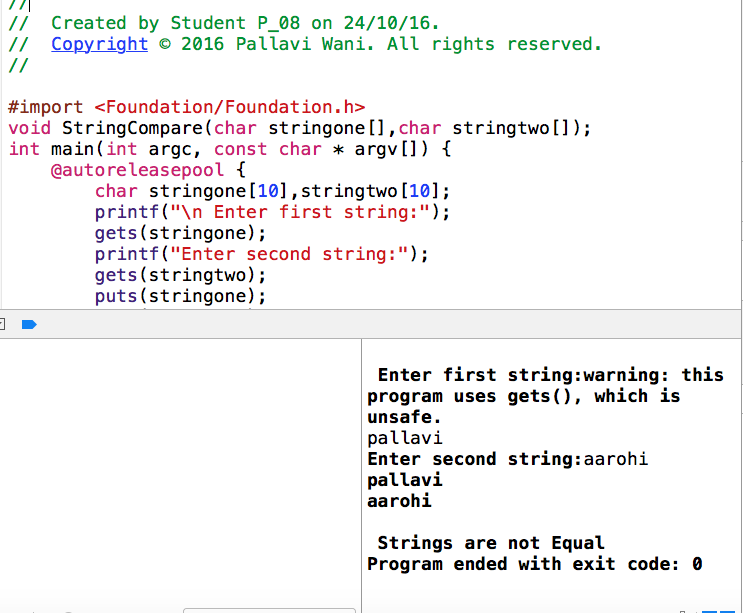 //
//  Created by Student P_08 on 24/10/16.
//  Copyright © 2016 Pallavi Wani. All rights reserved.
//
#import <Foundation/Foundation.h>
void StringCompare(char stringone[],char stringtwo[]);
int main(int argc, const char * argv[]) {
    @autoreleasepool {
        char stringone[10],stringtwo[10];
        printf("\n Enter first string:");
        gets(stringone);
        printf("Enter second string:");
        gets(stringtwo);
        puts(stringone);
 Enter first string:warning: this
program uses gets(), which is
unsafe.
pallavi
Enter second string:aarohi
pallavi
aarohi
 Strings are not Equal
Program ended with exit code: 0